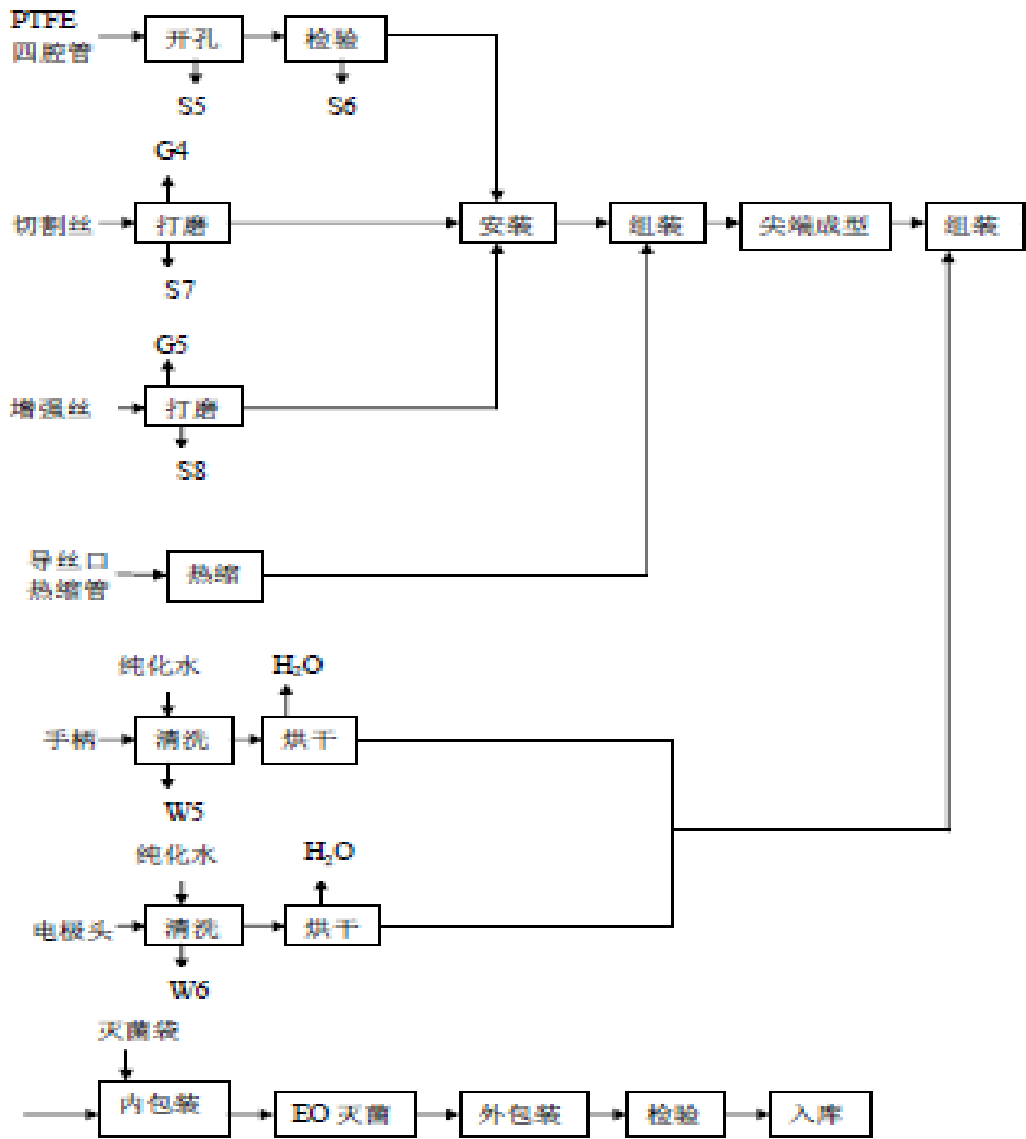 PTFE
四腔管
开孔
检验
S5
S6
G4
切割丝
打磨
安装
组装
尖端成型
组装
S7
G5
增强丝
打磨
S8
导丝口
热缩管
热缩
纯化水
H₂O
手柄
清洗
烘干
W5
纯化水
H₂O
电极头
清洗
烘干
W6
灭菌袋
内包装
EO 灭菌
外包装
检验
入库